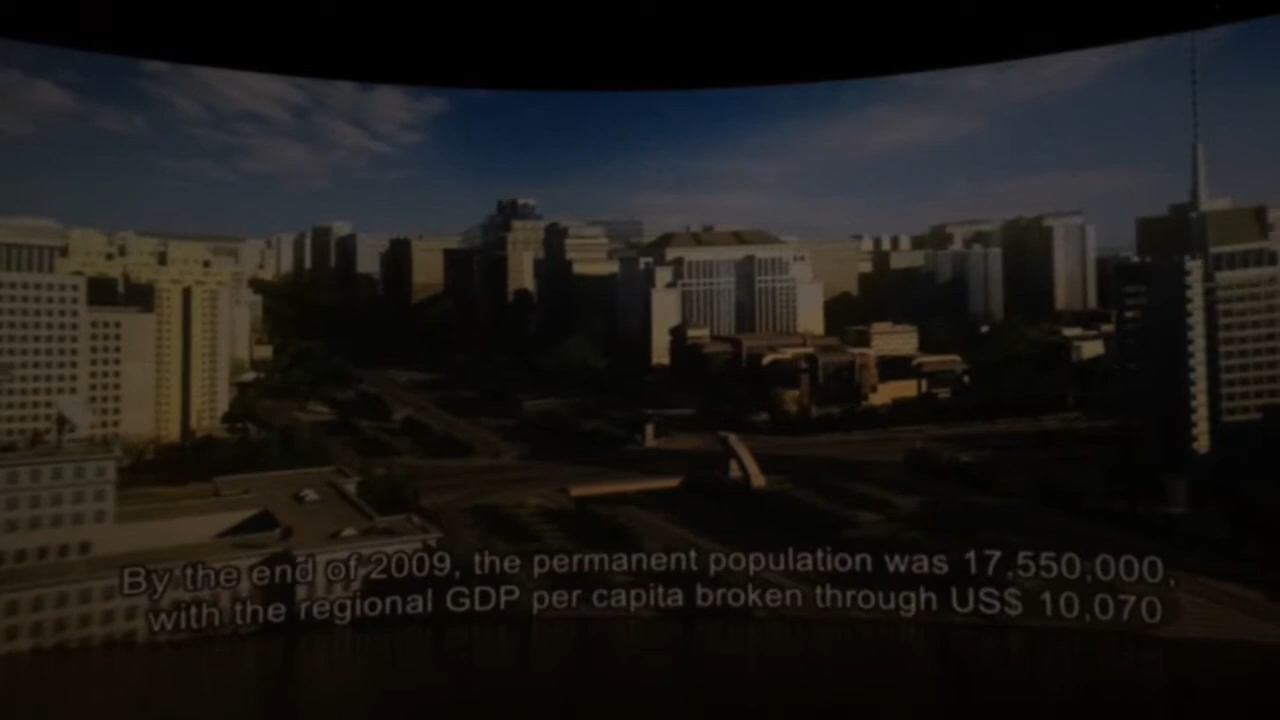 By the end of 2009, the permanent population was 17,550,000,
with the regional GDP per capita broken through US$ 10,070